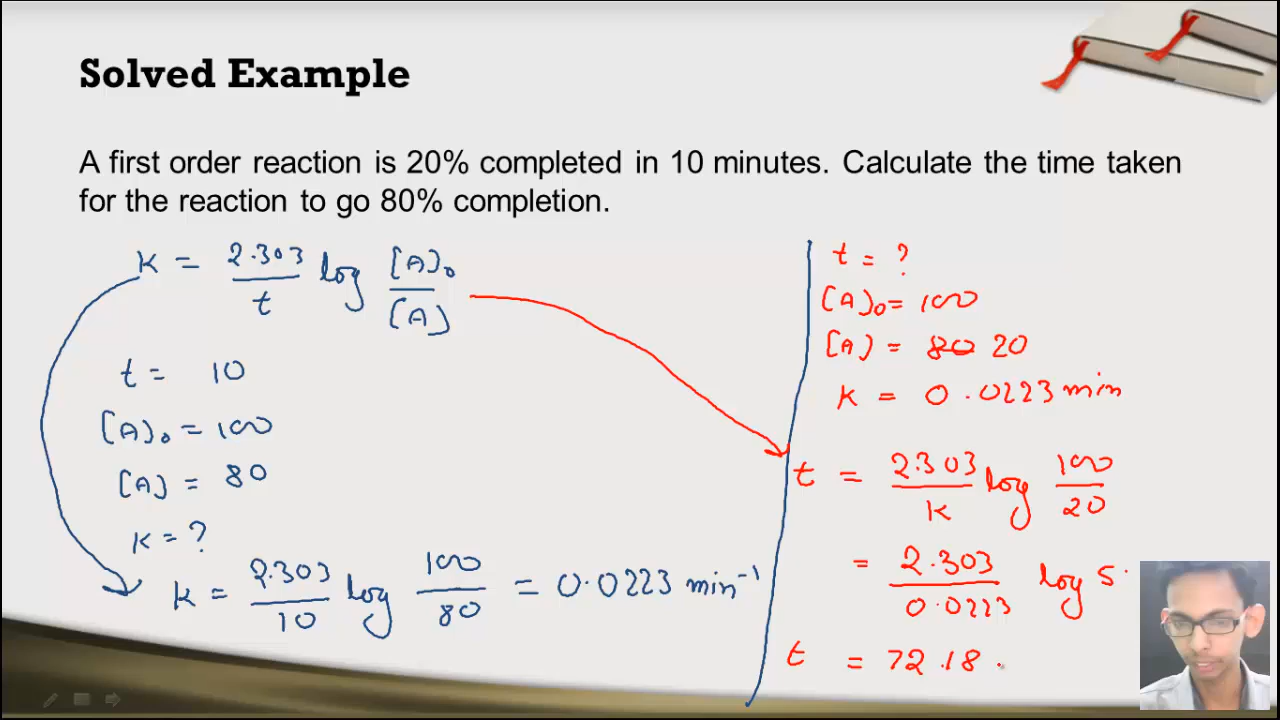 Solved Example
A first order reaction is 20% completed in 10 minutes. Calculate the time taken
for the reaction to go 80% completion.
K = 2.303/t log [A]₀/[A]
t = 10
[A]₀ = 100
[A] = 80
K = ?
K = 2.303/10 log 100/80 = 0.0223 min⁻¹
t = ?
[A]₀ = 100
[A] = 80 20
K = 0.0223 min
t = 2.303/K log 100/20
= 2.303/0.0223 log 5.
t = 72.18.